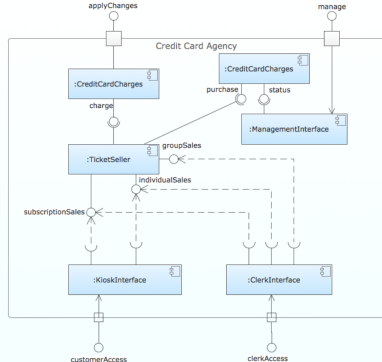 applyChanges
manage
Credit Card Agency
:CreditCardCharges
:CreditCardCharges
charge
purchase
status
:ManagementInterface
:TicketSeller
groupSales
individualSales
subscriptionSales
:KioskInterface
:ClerkInterface
customerAccess
clerkAccess